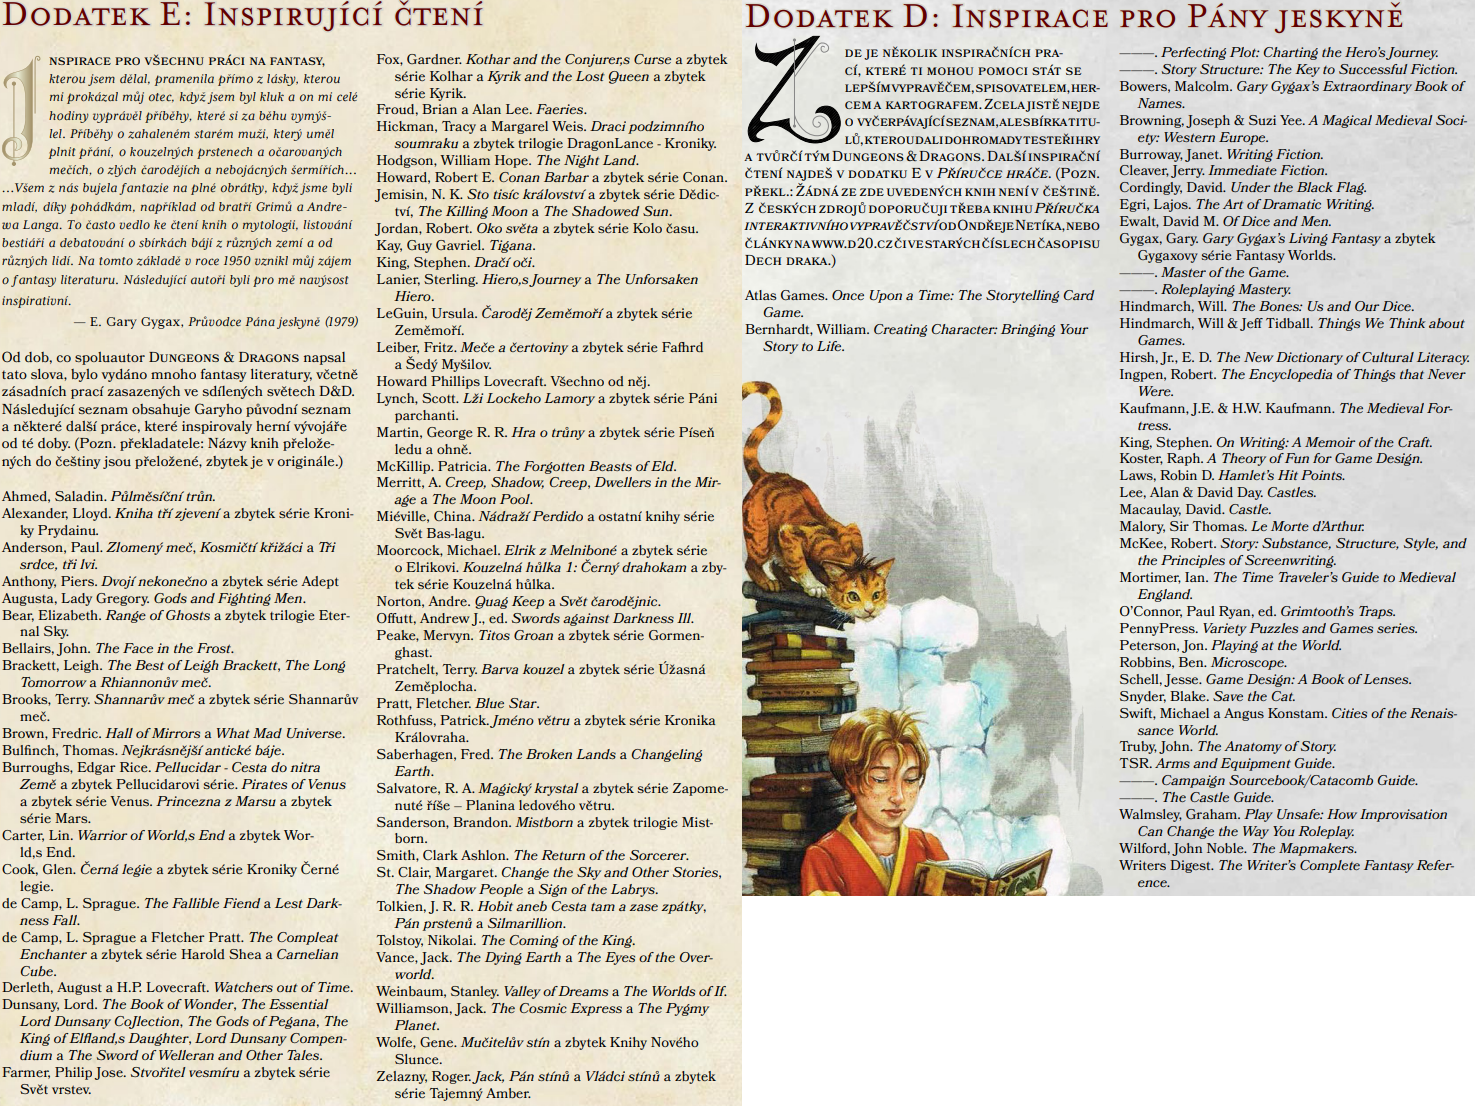 DODATEK E: INSPIRUJÍCÍ ČTENÍ
INSPIRACE PRO VŠECHNU PRÁCI NA FANTASY,
kterou jsem dělal, pramenila přímo z lásky, kterou
mi prokázal můj otec, když jsem byl kluk a on mi celé
hodiny vyprávěl příběhy, které si za běhu vymýš-
lel. Příběhy o zahaleném starém muži, který uměl
plnit přání, o kouzelných prstenech a očarovaných
mečích, o zlých čarodějích a nebojácných šermířích…
…Všem z nás bujela fantazie na plné obrátky, když jsme byli
mladí, díky pohádkám, například od bratří Grimů a Andre-
wa Langa. To často vedlo ke čtení knih o mytologii, listování
bestiáři a debatování o sbírkách bájí z různých zemí a od
různých lidí. Na tomto základě v roce 1950 vznikl můj zájem
o fantasy literaturu. Následující autoři byli pro mě navýsost
inspirativní.
— E. Gary Gygax, Průvodce Pána jeskyně (1979)
Od dob, co spoluautor DUNGEONS & DRAGONS napsal
tato slova, bylo vydáno mnoho fantasy literatury, včetně
zásadních prací zasazených ve sdílených světech D&D.
Následující seznam obsahuje Garyho původní seznam
a některé další práce, které inspirovaly herní vývojáře
od té doby. (Pozn. překladatele: Názvy knih přelože-
ných do češtiny jsou přeložené, zbytek je v originále.)
Ahmed, Saladin. Půlměsíční trůn.
Alexander, Lloyd. Kniha tří zjevení a zbytek série Kroni-
ky Prydainu.
Anderson, Paul. Zlomený meč, Kosmičtí křižáci a Tři
srdce, tři lvi.
Anthony, Piers. Dvojí nekonečno a zbytek série Adept
Augusta, Lady Gregory. Gods and Fighting Men.
Bear, Elizabeth. Range of Ghosts a zbytek trilogie Eter-
nal Sky.
Bellairs, John. The Face in the Frost.
Brackett, Leigh. The Best of Leigh Brackett, The Long
Tomorrow a Rhiannonův meč.
Brooks, Terry. Shannarův meč a zbytek série Shannarův
meč.
Brown, Fredric. Hall of Mirrors a What Mad Universe.
Bulfinch, Thomas. Nejkrásnější antické báje.
Burroughs, Edgar Rice. Pellucidar - Cesta do nitra
Země a zbytek Pellucidarovi série. Pirates of Venus
a zbytek série Venus. Princezna z Marsu a zbytek
série Mars.
Carter, Lin. Warrior of World,s End a zbytek Wor-
ld,s End.
Cook, Glen. Černá legie a zbytek série Kroniky Černé
legie.
de Camp, L. Sprague. The Fallible Fiend a Lest Dark-
ness Fall.
de Camp, L. Sprague a Fletcher Pratt. The Compleat
Enchanter a zbytek série Harold Shea a Carnelian
Cube.
Derleth, August a H.P. Lovecraft. Watchers out of Time.
Dunsany, Lord. The Book of Wonder, The Essential
Lord Dunsany CoJlection, The Gods of Pegana, The
King of Elfland,s Daughter, Lord Dunsany Compen-
dium a The Sword of Welleran and Other Tales.
Farmer, Philip Jose. Stvořitel vesmíru a zbytek série
Svět vrstev.
Fox, Gardner. Kothar and the Conjurer,s Curse a zbytek
série Kolhar a Kyrik and the Lost Queen a zbytek
série Kyrik.
Froud, Brian a Alan Lee. Faeries.
Hickman, Tracy a Margarel Weis. Draci podzimního
soumraku a zbytek trilogie DragonLance - Kroniky.
Hodgson, William Hope. The Night Land.
Howard, Robert E. Conan Barbar a zbytek série Conan.
Jemisin, N. K. Sto tisíc království a zbytek série Dědic-
tví, The Killing Moon a The Shadowed Sun.
Jordan, Robert. Oko světa a zbytek série Kolo času.
Kay, Guy Gavriel. Tigana.
King, Stephen. Dračí oči.
Lanier, Sterling. Hiero,s Journey a The Unforsaken
Hiero.
LeGuin, Ursula. Čaroděj Zeměmoří a zbytek série
Zeměmoří.
Leiber, Fritz. Meče a čertoviny a zbytek série Fafhrd
a Šedý Myšilov.
Howard Phillips Lovecraft. Všechno od něj.
Lynch, Scott. Lži Lockeho Lamory a zbytek série Páni
parchanti.
Martin, George R. R. Hra o trůny a zbytek série Píseň
ledu a ohně.
McKillip. Patricia. The Forgotten Beasts of Eld.
Merritt, A. Creep, Shadow, Creep, Dwellers in the Mir-
age a The Moon Pool.
Miéville, China. Nádraží Perdido a ostatní knihy série
Svět Bas-lagu.
Moorcock, Michael. Elrik z Melniboné a zbytek série
o Elrikovi. Kouzelná hůlka 1: Černý drahokam a zby-
tek série Kouzelná hůlka.
Norton, Andre. Quag Keep a Svět čarodějnic.
Offutt, Andrew J., ed. Swords against Darkness Ill.
Peake, Mervyn. Titos Groan a zbytek série Gormen-
ghast.
Pratchelt, Terry. Barva kouzel a zbytek série Úžasná
Zeměplocha.
Pratt, Fletcher. Blue Star.
Rothfuss, Patrick. Jméno větru a zbytek série Kronika
Královraha.
Saberhagen, Fred. The Broken Lands a Changeling
Earth.
Salvatore, R. A. Magický krystal a zbytek série Zapome-
nuté říše – Planina ledového větru.
Sanderson, Brandon. Mistborn a zbytek trilogie Mist-
born.
Smith, Clark Ashlon. The Return of the Sorcerer.
St. Clair, Margaret. Change the Sky and Other Stories,
The Shadow People a Sign of the Labrys.
Tolkien, J. R. R. Hobit aneb Cesta tam a zase zpátky,
Pán prstenů a Silmarillion.
Tolstoy, Nikolai. The Coming of the King.
Vance, Jack. The Dying Earth a The Eyes of the Over-
world.
Weinbaum, Stanley. Valley of Dreams a The Worlds of If.
Williamson, Jack. The Cosmic Express a The Pygmy
Planet.
Wolfe, Gene. Mučitelův stín a zbytek Knihy Nového
Slunce.
Zelazny, Roger. Jack, Pán stínů a Vládci stínů a zbytek
série Tajemný Amber.
DODATEK D: INSPIRACE PRO PÁNY JESKYNĚ
ZDE JE NĚKOLIK INSPIRAČNÍCH PRA-
CÍ, KTERÉ TI MOHOU POMOCI STÁT SE
LEPŠÍM VYPRAVĚČEM, SPISOVATELEM, HER-
CEM A KARTOGRAFEM. ZCELA JISTĚ NEJDE
O VYČERPÁVAJÍCÍ SEZNAM, ALE SBÍRKA TITU-
LŮ, KTEROU DALI DOHROMADY TESTEŘI HRY
A TVŮRČÍ TÝM DUNGEONS & DRAGONS. DALŠÍ INSPIRAČNÍ
ČTENÍ NAJDEŠ V DODATKU E V PŘÍRUČCE HRÁČE. (POZN.
PŘEKL.: ŽÁDNÁ ZE ZDE UVEDENÝCH KNIH NENÍ V ČEŠTINĚ.
Z ČESKÝCH ZDROJŮ DOPORUČUJI TŘEBA KNIHU PŘÍRUČKA
INTERAKTIVNÍHO VYPRAVĚČSTVÍ OD ONDŘEJE NETÍKA, NEBO
ČLÁNKY NA WWW.D20.CZ ČI VE STARÝCH ČÍSLECH ČASOPISU
DECH DRAKA.)
Atlas Games. Once Upon a Time: The Storytelling Card
Game.
Bernhardt, William. Creating Character: Bringing Your
Story to Life.
———. Perfecting Plot: Charting the Hero's Journey.
———. Story Structure: The Key to Successful Fiction.
Bowers, Malcolm. Gary Gygax's Extraordinary Book of
Names.
Browning, Joseph & Suzi Yee. A Magical Medieval Soci-
ety: Western Europe.
Burroway, Janet. Writing Fiction.
Cleaver, Jerry. Immediate Fiction.
Cordingly, David. Under the Black Flag.
Egri, Lajos. The Art of Dramatic Writing.
Ewalt, David M. Of Dice and Men.
Gygax, Gary. Gary Gygax's Living Fantasy a zbytek
Gygaxovy série Fantasy Worlds.
———. Master of the Game.
———. Roleplaying Mastery.
Hindmarch, Will. The Bones: Us and Our Dice.
Hindmarch, Will & Jeff Tidball. Things We Think about
Games.
Hirsh, Jr., E. D. The New Dictionary of Cultural Literacy.
Ingpen, Robert. The Encyclopedia of Things that Never
Were.
Kaufmann, J.E. & H.W. Kaufmann. The Medieval For-
tress.
King, Stephen. On Writing: A Memoir of the Craft.
Koster, Raph. A Theory of Fun for Game Design.
Laws, Robin D. Hamlet's Hit Points.
Lee, Alan & David Day. Castles.
Macaulay, David. Castle.
Malory, Sir Thomas. Le Morte d'Arthur.
McKee, Robert. Story: Substance, Structure, Style, and
the Principles of Screenwriting.
Mortimer, Ian. The Time Traveler's Guide to Medieval
England.
O'Connor, Paul Ryan, ed. Grimtooth's Traps.
PennyPress. Variety Puzzles and Games series.
Peterson, Jon. Playing at the World.
Robbins, Ben. Microscope.
Schell, Jesse. Game Design: A Book of Lenses.
Snyder, Blake. Save the Cat.
Swift, Michael a Angus Konstam. Cities of the Renais-
sance World.
Truby, John. The Anatomy of Story.
TSR. Arms and Equipment Guide.
———. Campaign Sourcebook/Catacomb Guide.
———. The Castle Guide.
Walmsley, Graham. Play Unsafe: How Improvisation
Can Change the Way You Roleplay.
Wilford, John Noble. The Mapmakers.
Writers Digest. The Writer's Complete Fantasy Refer-
ence.